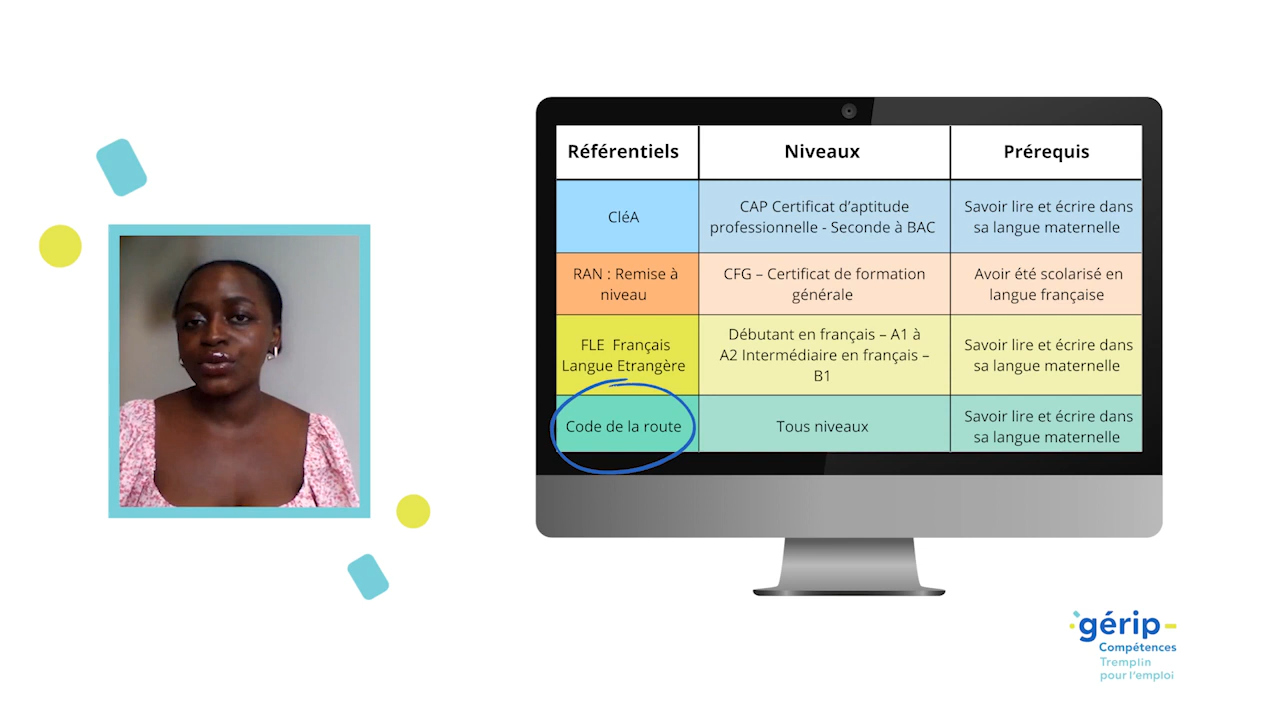 Référentiels
Niveaux
Prérequis
CléA
CAP Certificat d'aptitude
professionnelle - Seconde à BAC
Savoir lire et écrire dans
sa langue maternelle
RAN : Remise à
niveau
CFG – Certificat de formation
générale
Avoir été scolarisé en
langue française
FLE Français
Langue Etrangère
Débutant en français – A1 à
A2 Intermédiaire en français –
B1
Savoir lire et écrire dans
sa langue maternelle
Code de la route
Tous niveaux
Savoir lire et écrire dans
sa langue maternelle
gérip
Compétences
Tremplin
pour l'emploi